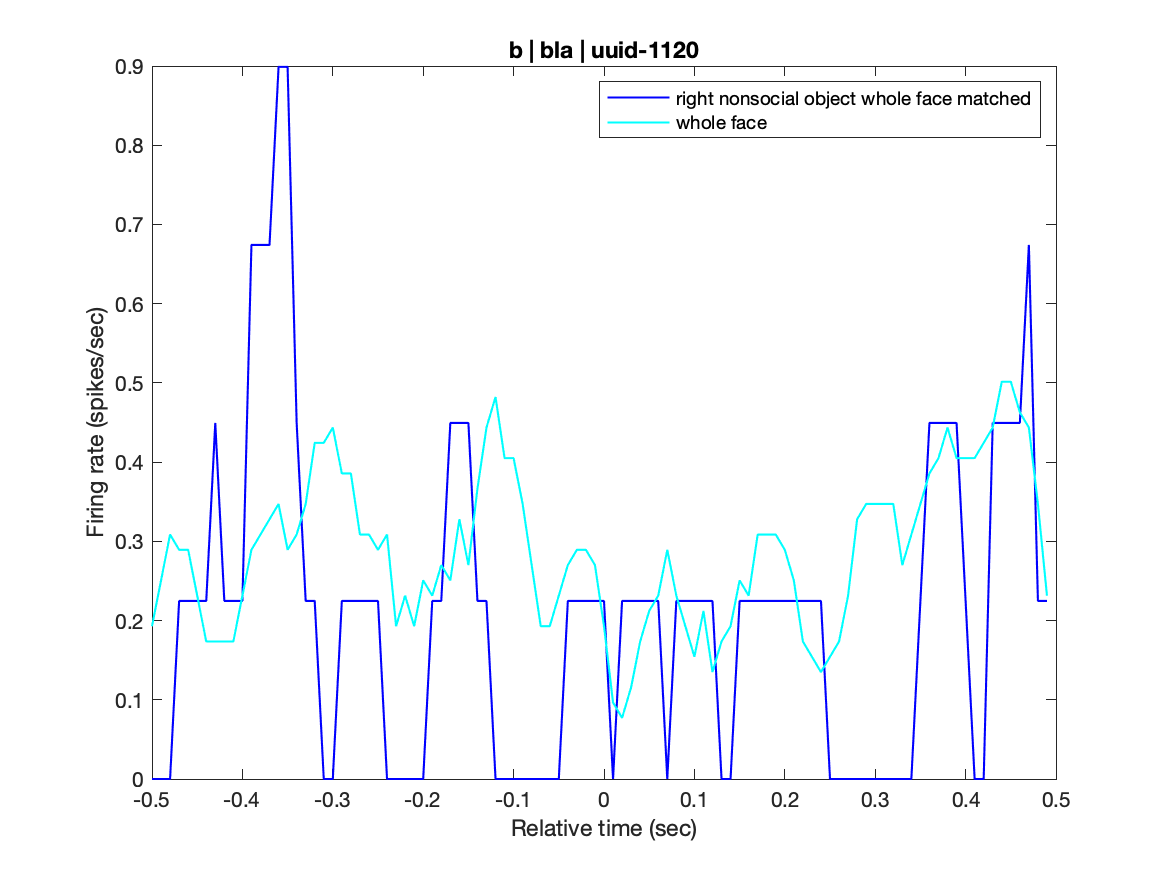 b | bla | uuid-1120
right nonsocial object whole face matched
whole face
Firing rate (spikes/sec)
0.9
0.8
0.7
0.6
0.5
0.4
0.3
0.2
0.1
0
-0.5 -0.4 -0.3 -0.2 -0.1 0 0.1 0.2 0.3 0.4 0.5
Relative time (sec)